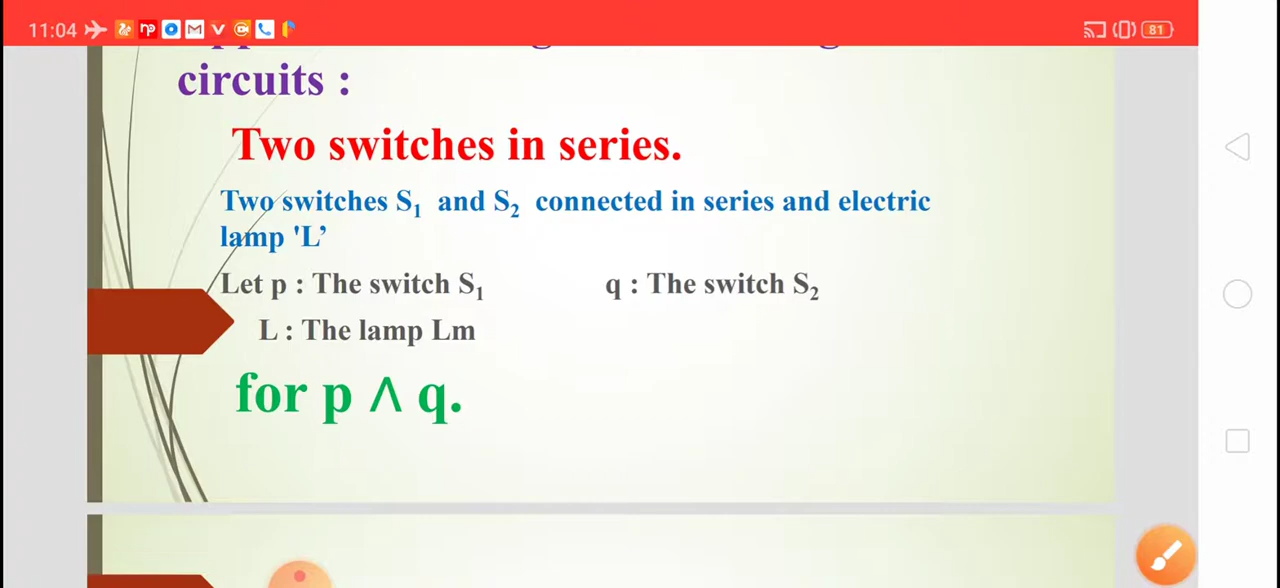 11:04
81
circuits :
Two switches in series.
Two switches S₁ and S₂ connected in series and electric
lamp 'L’
Let p : The switch S₁ q : The switch S₂
L : The lamp Lm
for p ∧ q.